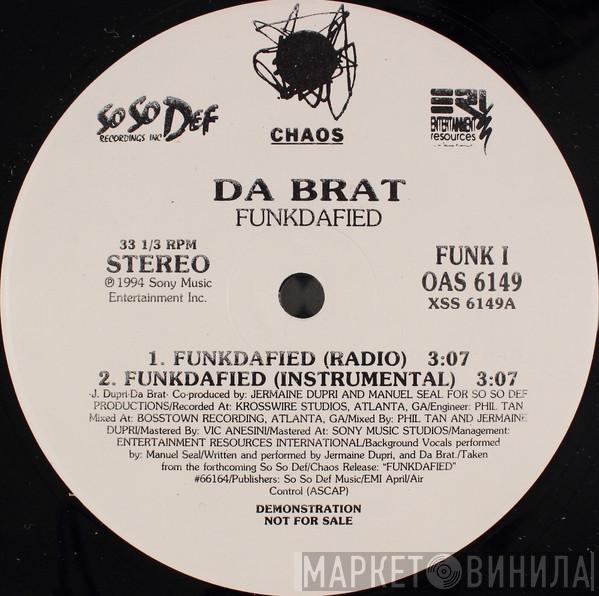 CHAOS
So So Def
RECORDINGS INC
ERI
ENTERTAINMENT
resources
DA BRAT
FUNKDAFIED
33 1/3 RPM
STEREO
℗ 1994 Sony Music
Entertainment Inc.
FUNK I
OAS 6149
XSS 6149A
1. FUNKDAFIED (RADIO) 3:07
2. FUNKDAFIED (INSTRUMENTAL) 3:07
-J. Dupri-Da Brat- Co-produced by: JERMAINE DUPRI AND MANUEL SEAL FOR SO SO DEF
PRODUCTIONS/Recorded At: KROSSWIRE STUDIOS, ATLANTA, GA/Engineer: PHIL TAN
Mixed At: BOSSTOWN RECORDING, ATLANTA, GA/Mixed By: PHIL TAN AND JERMAINE
DUPRI/Mastered By: VIC ANESINI/Mastered At: SONY MUSIC STUDIOS/Management:
ENTERTAINMENT RESOURCES INTERNATIONAL/Background Vocals performed
by: Manuel Seal/Written and performed by Jermaine Dupri, and Da Brat./Taken
from the forthcoming So So Def/Chaos Release: "FUNKDAFIED"
#66164/Publishers: So So Def Music/EMI April/Air
Control (ASCAP)
DEMONSTRATION
NOT FOR SALE
МАРКЕТ ВИНИЛА